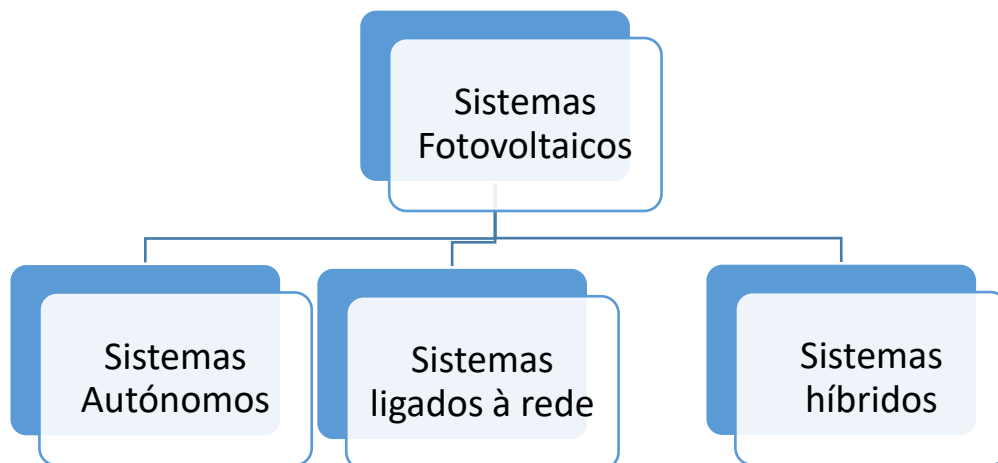 Sistemas
Fotovoltaicos
Sistemas
Autónomos
Sistemas
ligados à rede
Sistemas
híbridos